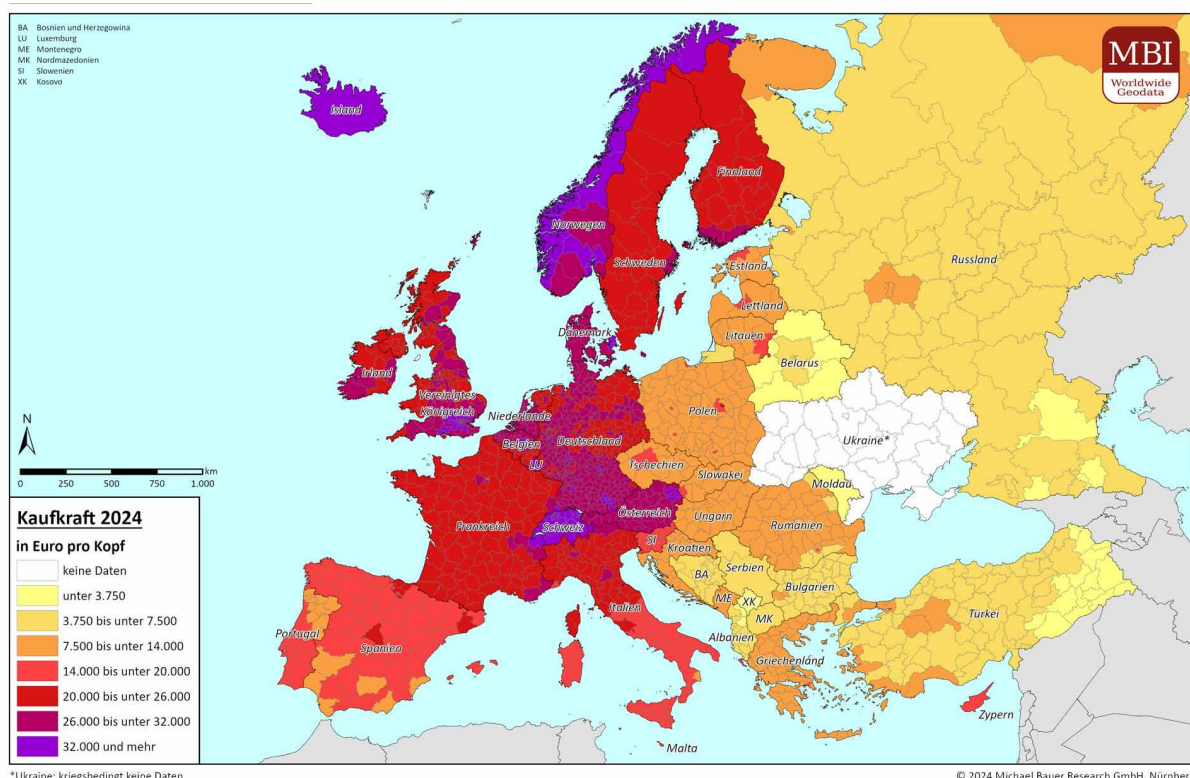 BA Bosnien und Herzegowina
LU Luxemburg
ME Montenegro
MK Nordmazedonien
SI Slowenien
XK Kosovo
MBI
Worldwide
Geodata
Island
Finnland
Norwegen
Schweden
Estland
Russland
Lettland
Dänemark
Litauen
Belarus
Irland
Vereinigtes
Königreich
Niederlande
Polen
Belgien
Deutschland
Ukraine*
LU
Tschechien
Slowakei
Moldau
Frankreich
Schweiz
Österreich
Ungarn
Rumänien
SI
Kroatien
BA
Serbien
Italien
ME
XK
Bulgarien
MK
Türkei
Portugal
Spanien
Albanien
Griechenland
Zypern
Malta
N
0 250 500 750 1.000 km
Kaufkraft 2024
in Euro pro Kopf
keine Daten
unter 3.750
3.750 bis unter 7.500
7.500 bis unter 14.000
14.000 bis unter 20.000
20.000 bis unter 26.000
26.000 bis unter 32.000
32.000 und mehr
*Ukraine: kriegsbedingt keine Daten
© 2024 Michael Bauer Research GmbH, Nürnberg